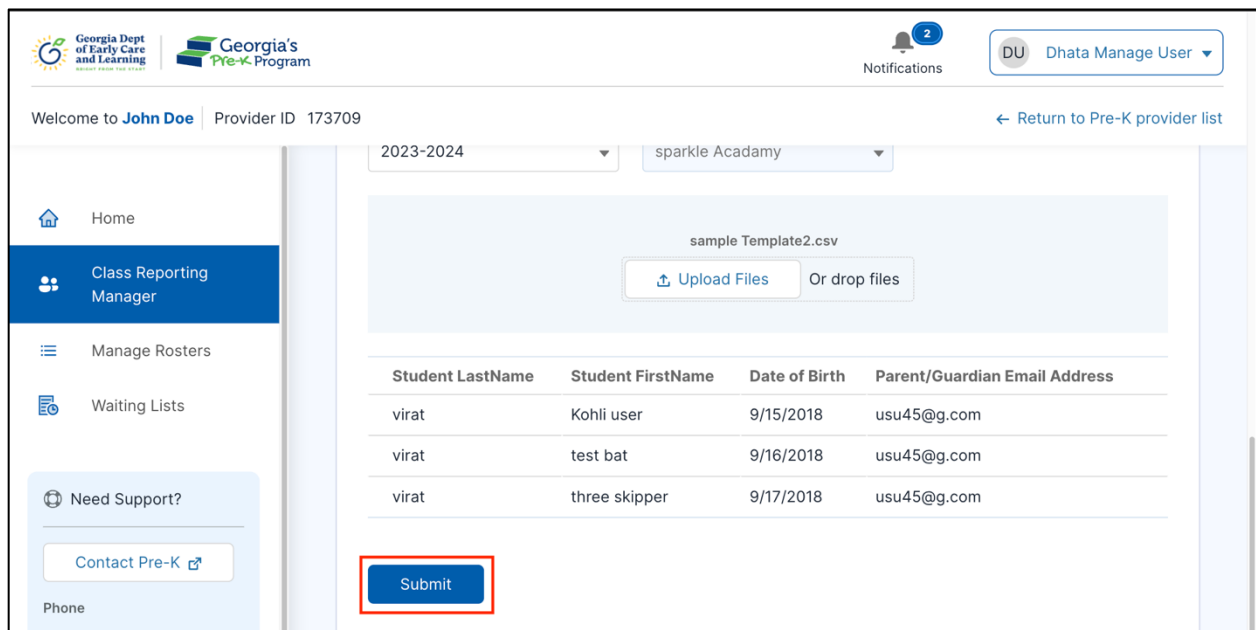 Georgia Dept
of Early Care
and Learning
BRIGHT FROM THE START
Georgia's
Pre-K Program
2
Notifications
DU Dhata Manage User
Welcome to John Doe Provider ID 173709
← Return to Pre-K provider list
2023-2024
sparkle Acadamy
Home
Class Reporting
Manager
Manage Rosters
Waiting Lists
Need Support?
Contact Pre-K
Phone
sample Template2.csv
Upload Files Or drop files
Student LastName Student FirstName Date of Birth Parent/Guardian Email Address
virat Kohli user 9/15/2018 usu45@g.com
virat test bat 9/16/2018 usu45@g.com
virat three skipper 9/17/2018 usu45@g.com
Submit